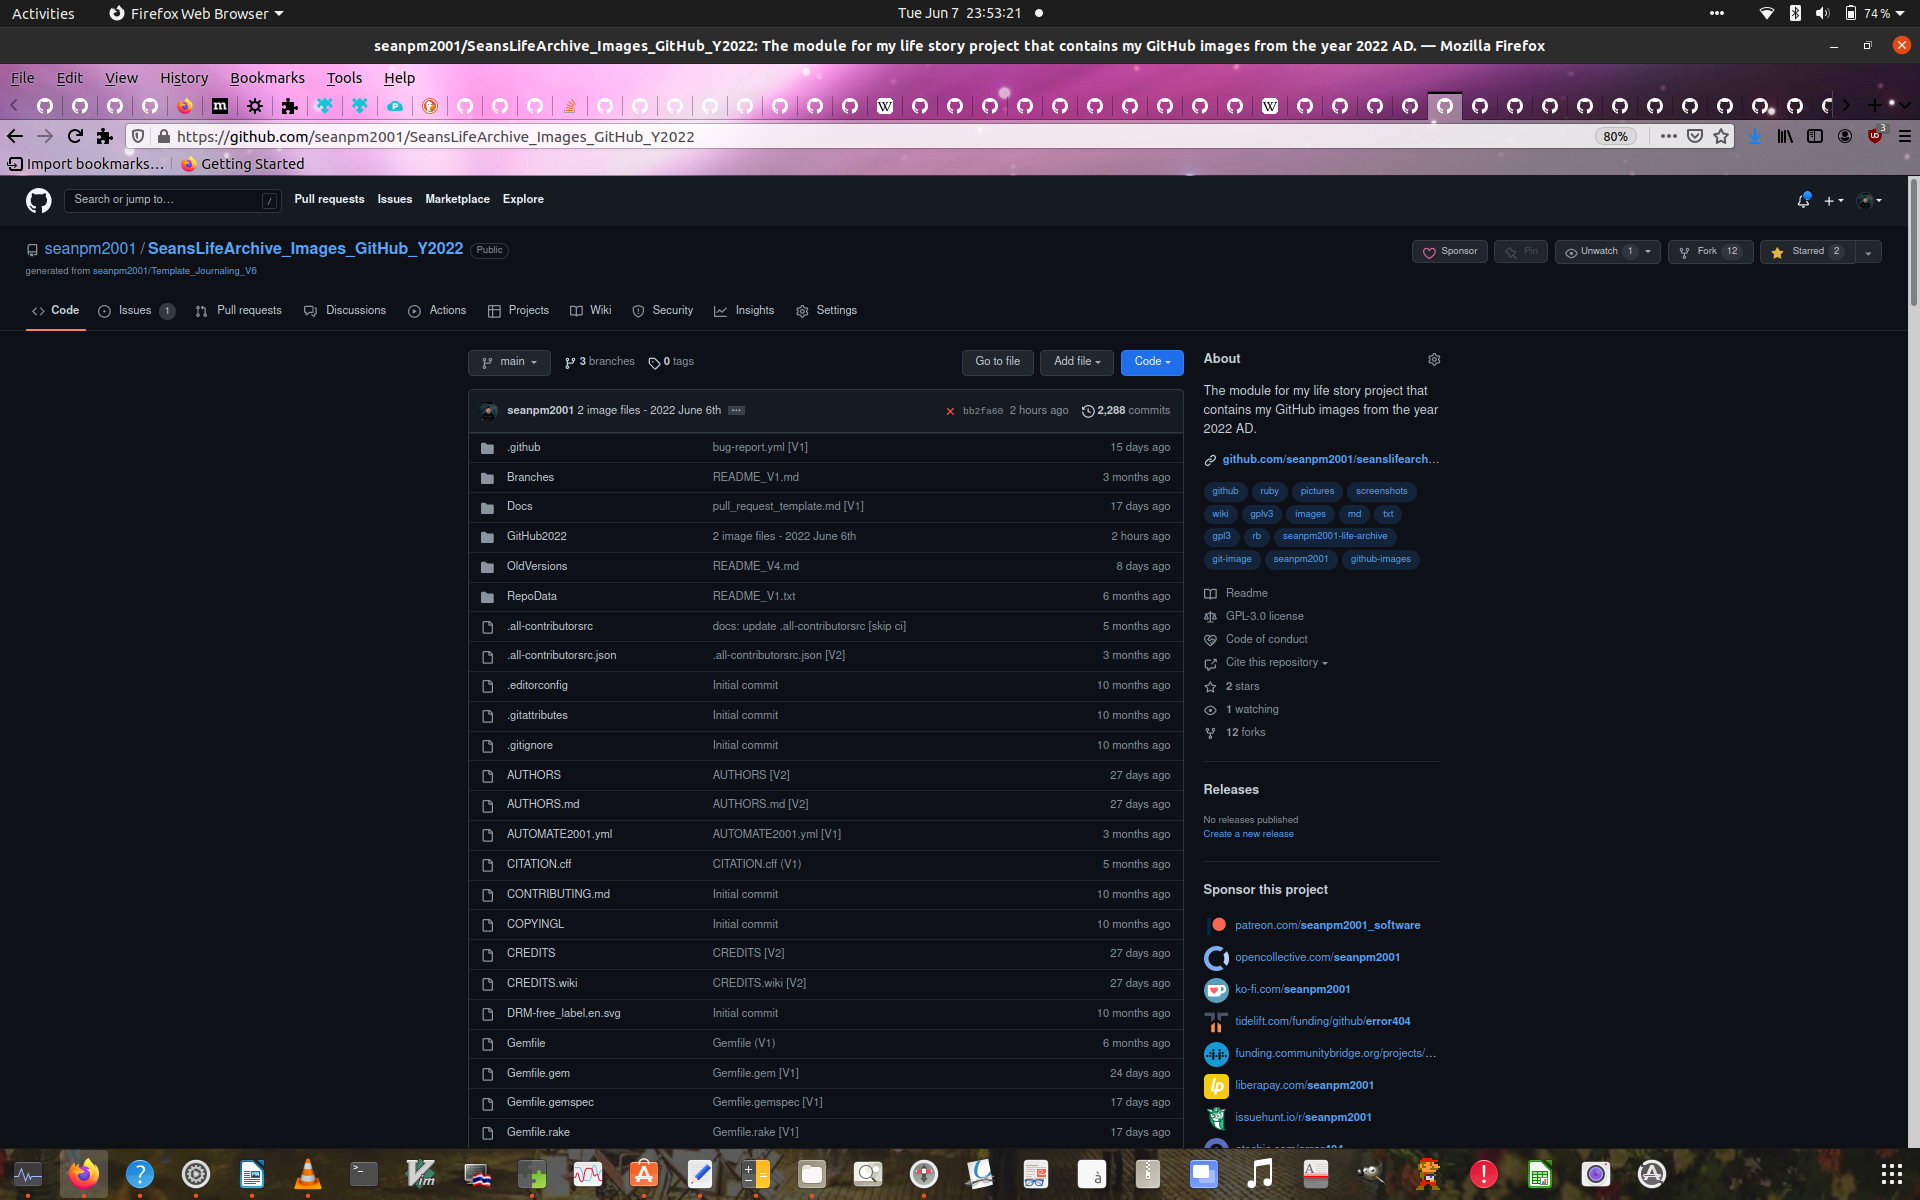 Activities Firefox Web Browser Tue Jun 7 23:53:21 74%
seanpm2001/SeansLifeArchive_Images_GitHub_Y2022: The module for my life story project that contains my GitHub images from the year 2022 AD. — Mozilla Firefox
File Edit View History Bookmarks Tools Help
https://github.com/seanpm2001/SeansLifeArchive_Images_GitHub_Y2022 80% 3
Import bookmarks… Getting Started
Search or jump to… / Pull requests Issues Marketplace Explore
seanpm2001 / SeansLifeArchive_Images_GitHub_Y2022 Public Sponsor Pin Unwatch 1 Fork 12 Starred 2
generated from seanpm2001/Template_Journaling_V6
Code Issues 1 Pull requests Discussions Actions Projects Wiki Security Insights Settings
main 3 branches 0 tags Go to file Add file Code
seanpm2001 2 image files - 2022 June 6th bb2fa60 2 hours ago 2,288 commits
.github bug-report.yml [V1] 15 days ago
Branches README_V1.md 3 months ago
Docs pull_request_template.md [V1] 17 days ago
GitHub2022 2 image files - 2022 June 6th 2 hours ago
OldVersions README_V4.md 8 days ago
RepoData README_V1.txt 6 months ago
.all-contributorsrc docs: update .all-contributorsrc [skip ci] 5 months ago
.all-contributorsrc.json .all-contributorsrc.json [V2] 3 months ago
.editorconfig Initial commit 10 months ago
.gitattributes Initial commit 10 months ago
.gitignore Initial commit 10 months ago
AUTHORS AUTHORS [V2] 27 days ago
AUTHORS.md AUTHORS.md [V2] 27 days ago
AUTOMATE2001.yml AUTOMATE2001.yml [V1] 3 months ago
CITATION.cff CITATION.cff (V1) 5 months ago
CONTRIBUTING.md Initial commit 10 months ago
COPYINGL Initial commit 10 months ago
CREDITS CREDITS [V2] 27 days ago
CREDITS.wiki CREDITS.wiki [V2] 27 days ago
DRM-free_label.en.svg Initial commit 10 months ago
Gemfile Gemfile (V1) 6 months ago
Gemfile.gem Gemfile.gem [V1] 24 days ago
Gemfile.gemspec Gemfile.gemspec [V1] 17 days ago
Gemfile.rake Gemfile.rake [V1] 17 days ago
About
The module for my life story project that
contains my GitHub images from the year
2022 AD.
github.com/seanpm2001/seanslifearch…
github ruby pictures screenshots
wiki gplv3 images md txt
gpl3 rb seanpm2001-life-archive
git-image seanpm2001 github-images
Readme
GPL-3.0 license
Code of conduct
Cite this repository
2 stars
1 watching
12 forks
Releases
No releases published
Create a new release
Sponsor this project
patreon.com/seanpm2001_software
opencollective.com/seanpm2001
ko-fi.com/seanpm2001
tidelift.com/funding/github/error404
funding.communitybridge.org/projects/…
liberapay.com/seanpm2001
issuehunt.io/r/seanpm2001